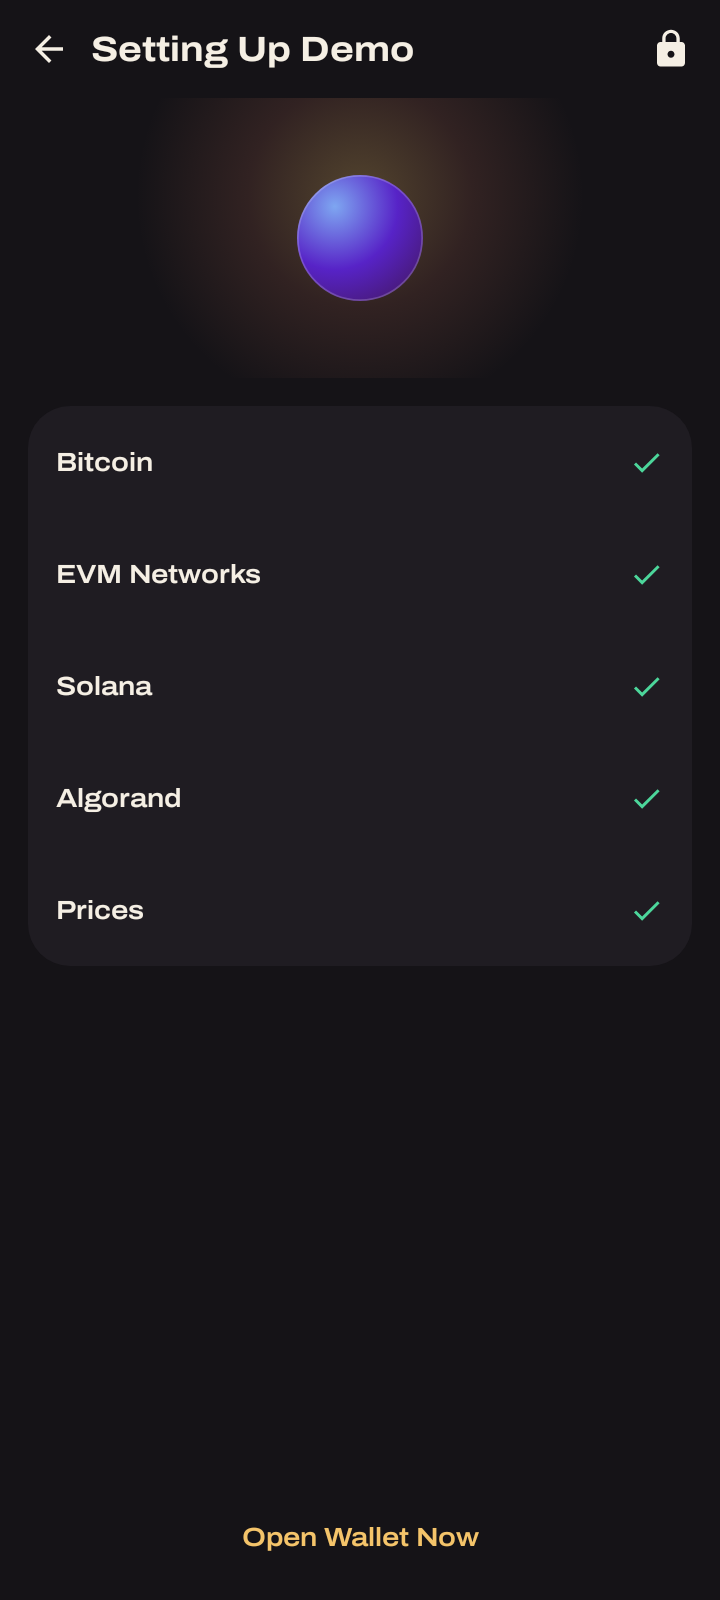 Setting Up Demo
Bitcoin
EVM Networks
Solana
Algorand
Prices
Open Wallet Now